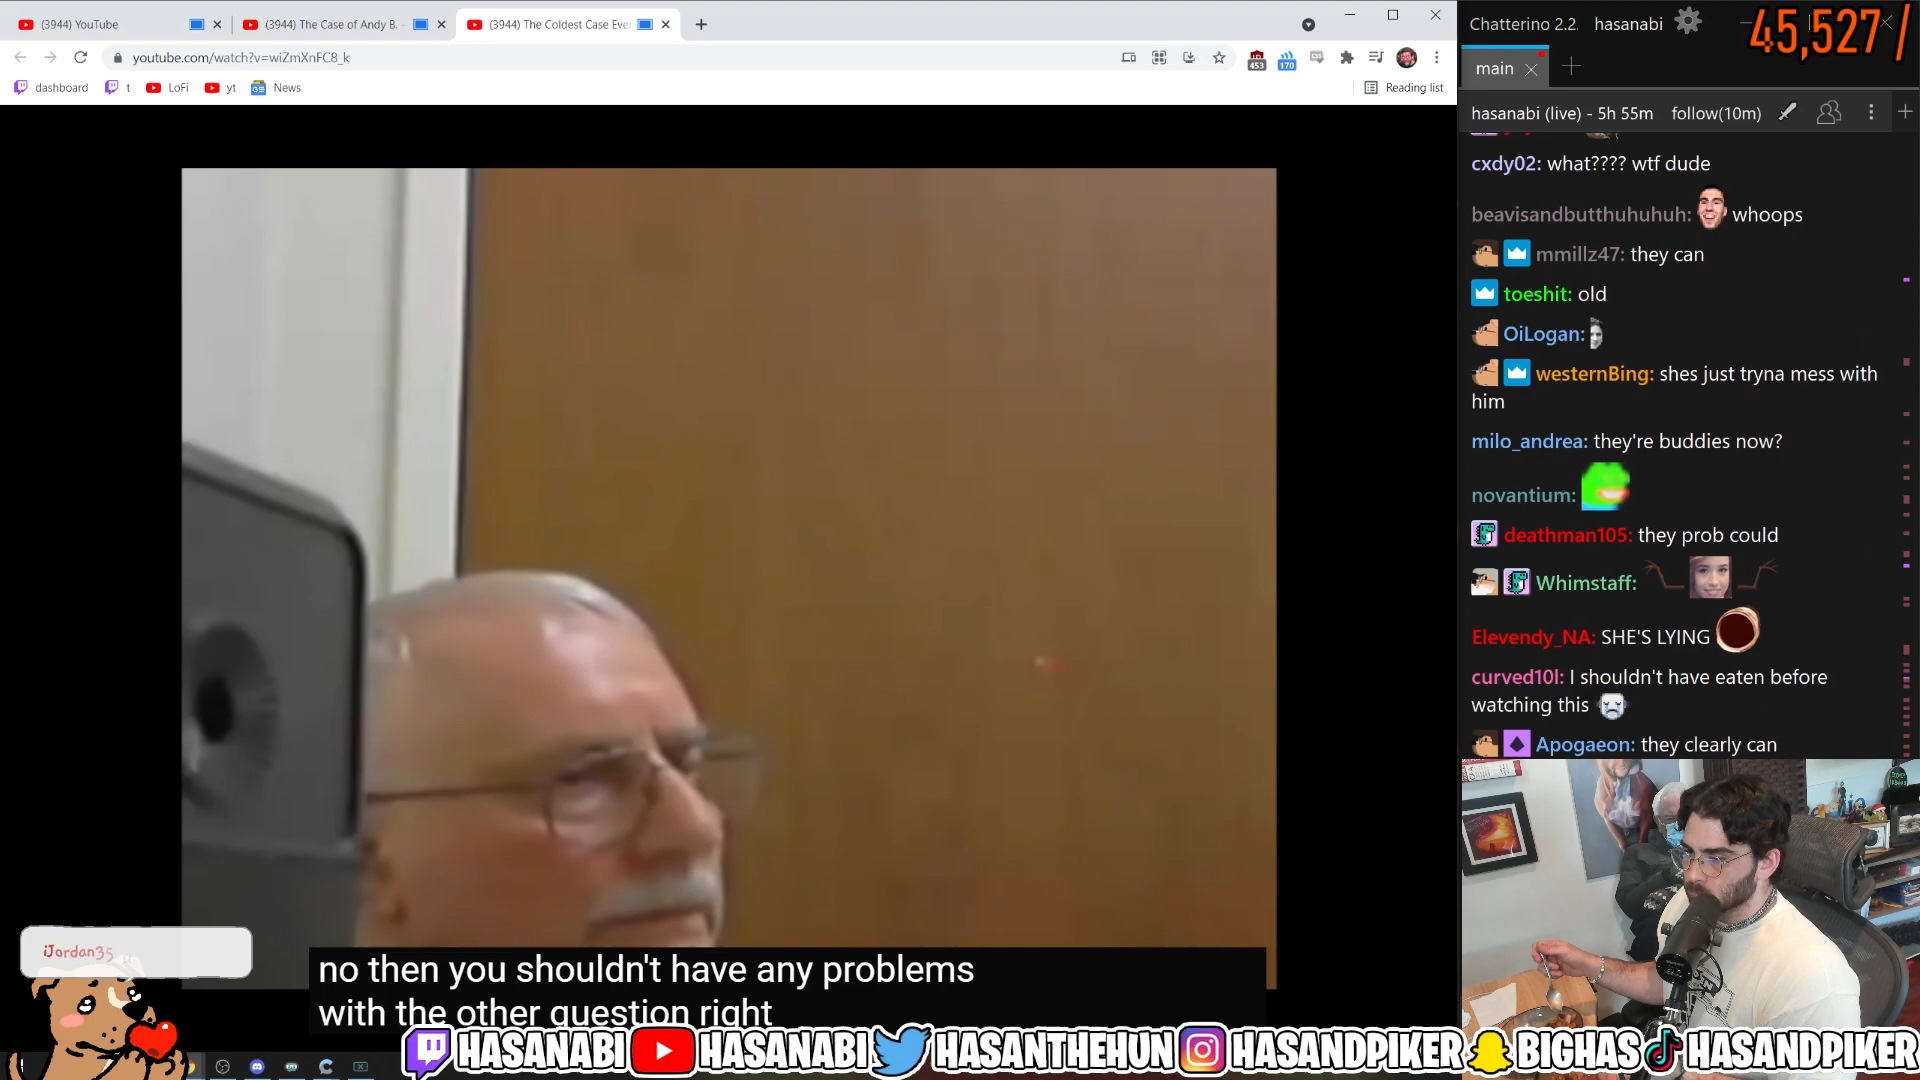 (3944) YouTube
(3944) The Case of Andy B.
(3944) The Coldest Case Eve
youtube.com/watch?v=wiZmXnFC8_k
453
170
dashboard
t
LoFi
yt
News
Reading list
no then you shouldn't have any problems
with the other question right
iJordan35
Chatterino 2.2
hasanabi
45,527 /
main
hasanabi (live) - 5h 55m follow(10m)
cxdy02: what???? wtf dude
beavisandbutthuhuhuh: whoops
mmillz47: they can
toeshit: old
OiLogan:
westernBing: shes just tryna mess with
him
milo_andrea: they're buddies now?
novantium:
deathman105: they prob could
Whimstaff:
Elevendy_NA: SHE'S LYING
curved10l: I shouldn't have eaten before
watching this
Apogaeon: they clearly can
HASANABI HASANABI HASANTHEHUN HASANDPIKER BIGHAS HASANDPIKER